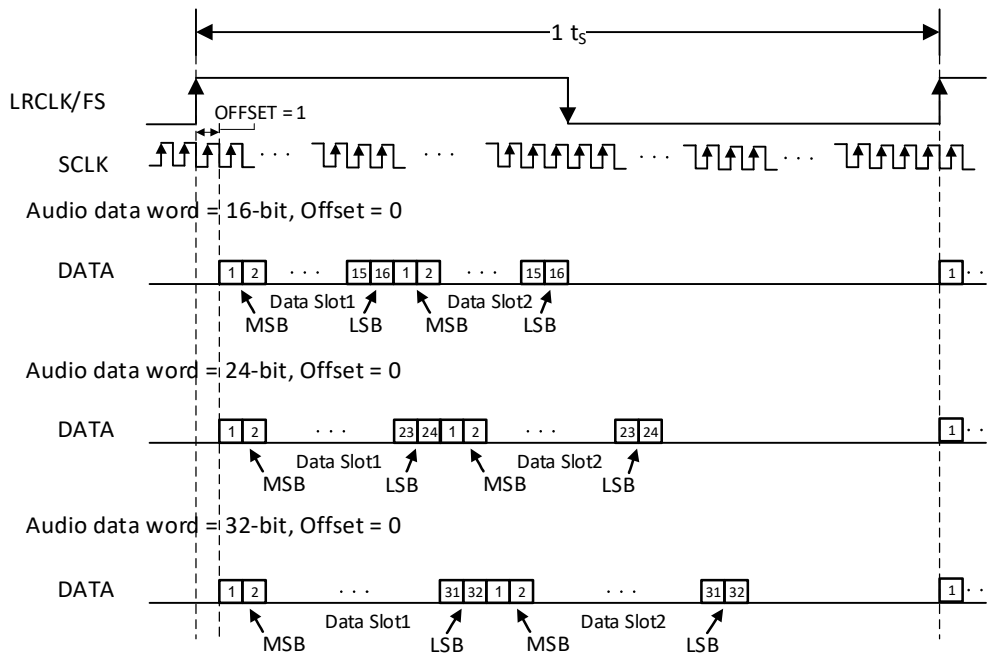 1 tS
LRCLK/FS
OFFSET = 1
SCLK
. . . . . . . . . . . . . . .
Audio data word = 16-bit, Offset = 0
DATA
1 2 . . . 15 16 1 2 . . . 15 16 1 . .
Data Slot1 Data Slot2
MSB LSB MSB LSB
Audio data word = 24-bit, Offset = 0
DATA
1 2 . . . 23 24 1 2 . . . 23 24 1 . .
Data Slot1 Data Slot2
MSB LSB MSB LSB
Audio data word = 32-bit, Offset = 0
DATA
1 2 . . . 31 32 1 2 . . . 31 32 1 . .
Data Slot1 Data Slot2
MSB LSB MSB LSB